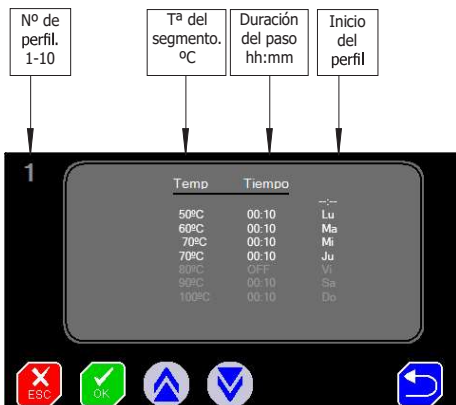 Nº de
perfil.
1-10
Tª del
segmento.
ºC
Duración
del paso
hh:mm
Inicio
del
perfil
1
Temp Tiempo
--:--
50ºC 00:10 Lu
60ºC 00:10 Ma
70ºC 00:10 Mi
70ºC 00:10 Ju
80ºC OFF Vi
90ºC 00:10 Sa
100ºC 00:10 Do
ESC
OK